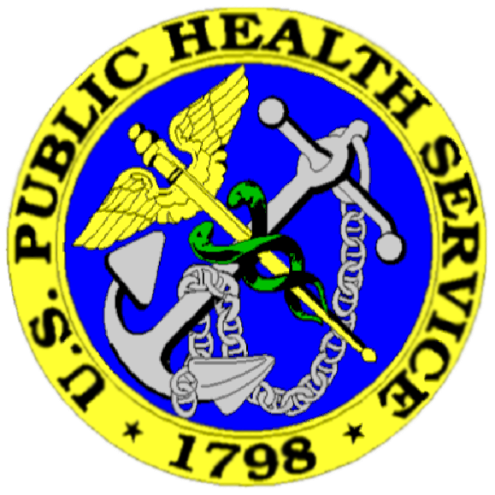 U.S. PUBLIC HEALTH SERVICE
1798